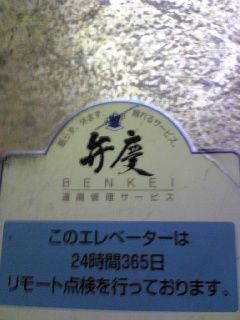 弁慶
BENKEI
遠隔管理サービス
このエレベーターは
24時間365日
リモート点検を行っております。